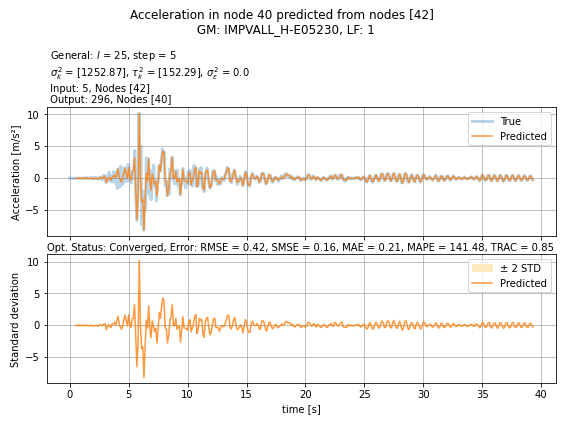 Acceleration in node 40 predicted from nodes [42]
GM: IMPVALL_H-E05230, LF: 1
General: l = 25, step = 5
σ²ₖ = [1252.87], τ²ₖ = [152.29], σ²ε = 0.0
Input: 5, Nodes [42]
Output: 296, Nodes [40]
Acceleration [m/s²]
10
5
0
−5
True
Predicted
Opt. Status: Converged, Error: RMSE = 0.42, SMSE = 0.16, MAE = 0.21, MAPE = 141.48, TRAC = 0.85
Standard deviation
10
5
0
−5
± 2 STD
Predicted
0 5 10 15 20 25 30 35 40
time [s]